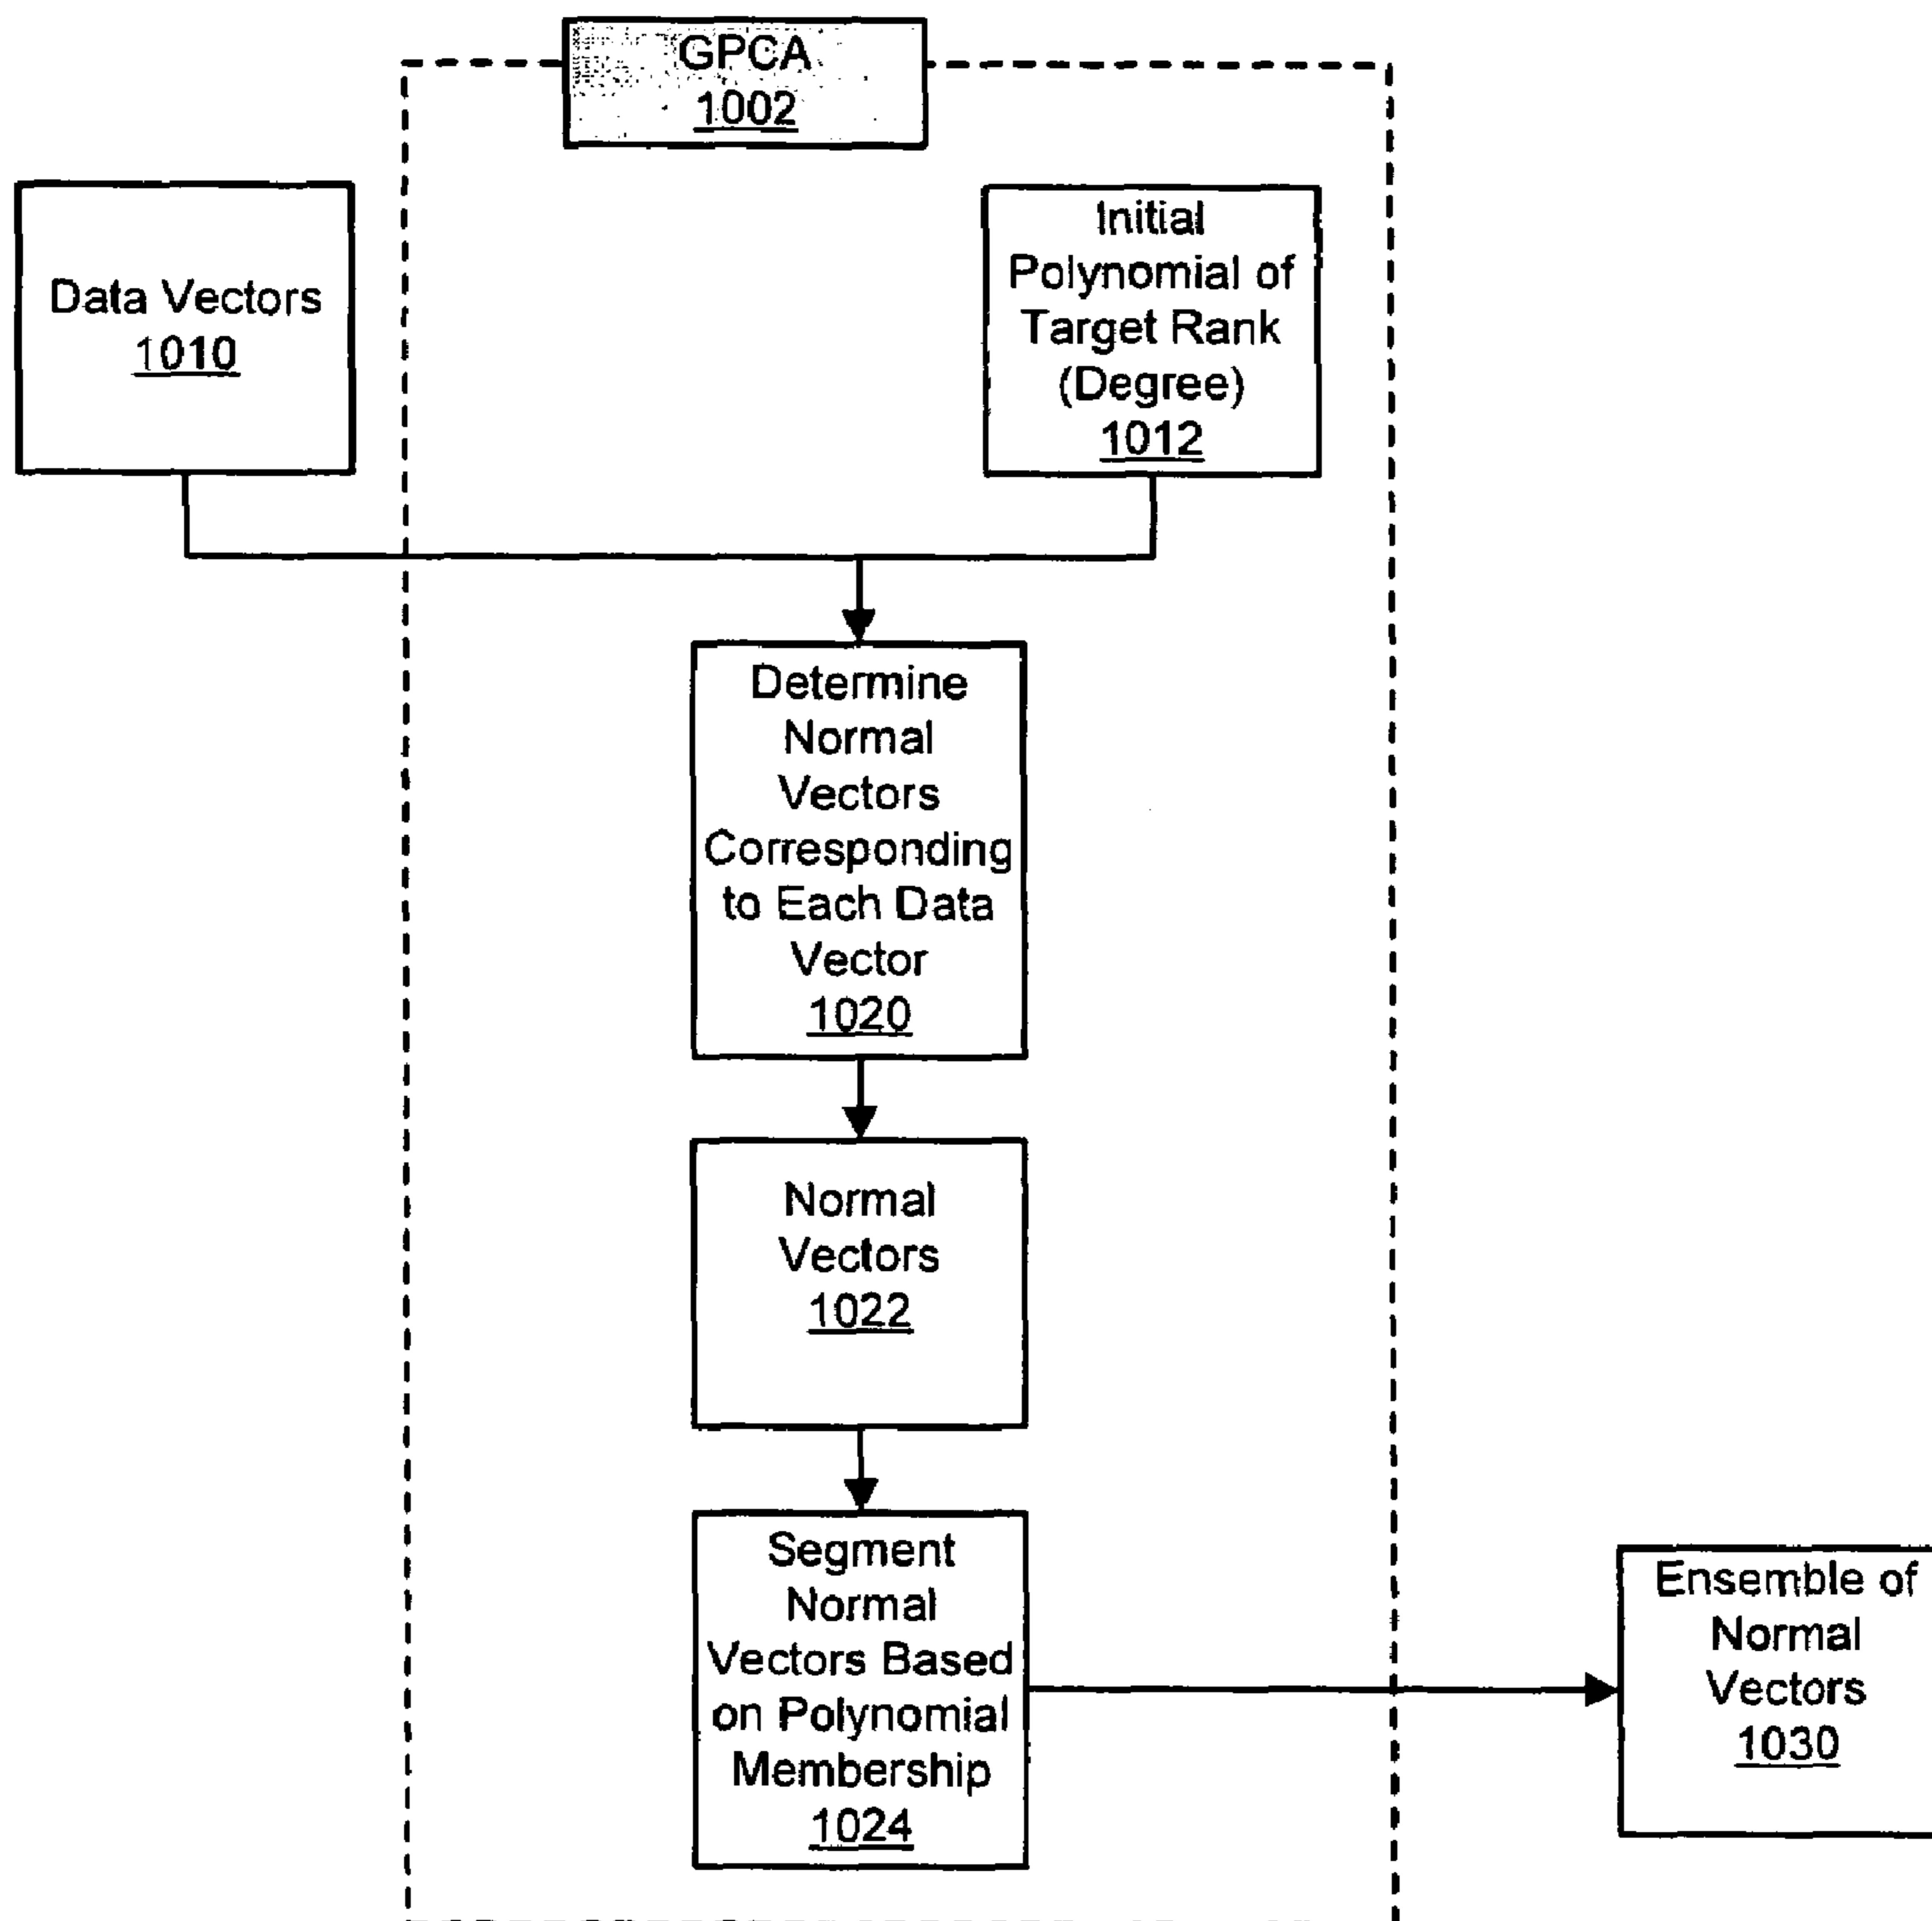 GPCA
1002
Data Vectors
1010
Initial
Polynomial of
Target Rank
(Degree)
1012
Determine
Normal
Vectors
Corresponding
to Each Data
Vector
1020
Normal
Vectors
1022
Segment
Normal
Vectors Based
on Polynomial
Membership
1024
Ensemble of
Normal
Vectors
1030